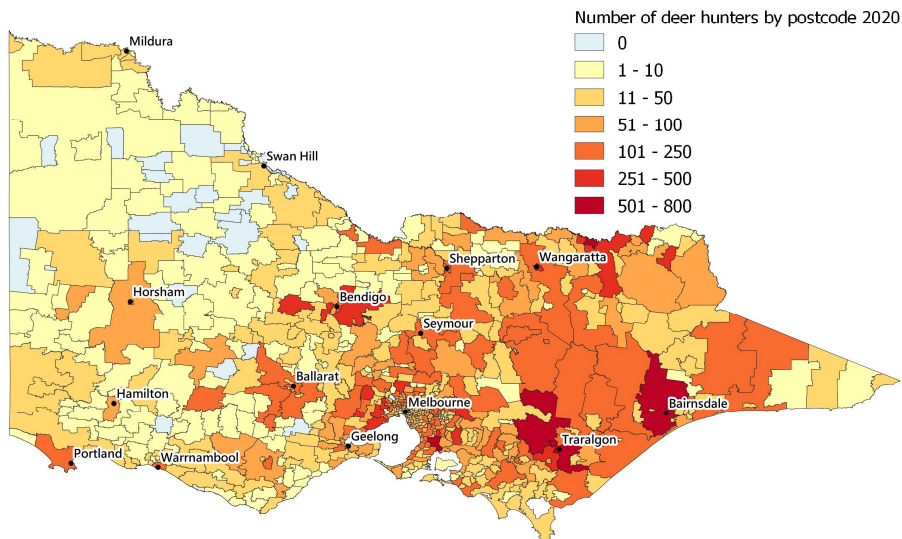 Number of deer hunters by postcode 2020
0
1 - 10
11 - 50
51 - 100
101 - 250
251 - 500
501 - 800
Mildura
Swan Hill
Shepparton
Wangaratta
Horsham
Bendigo
Seymour
Ballarat
Hamilton
Melbourne
Bairnsdale
Geelong
Traralgon
Portland
Warrnambool